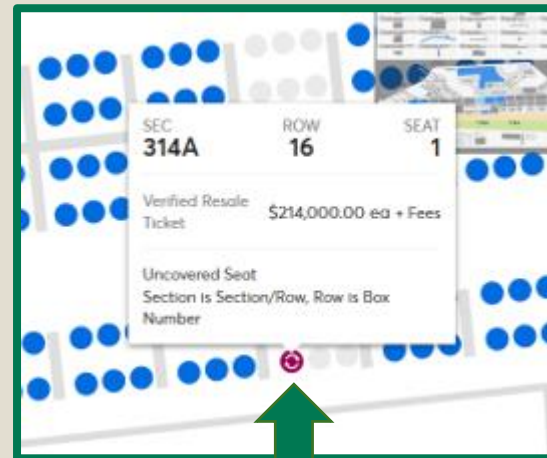 SEC ROW SEAT
314A 16 1
Verified Resale
Ticket
$214,000.00 ea + Fees
Uncovered Seat
Section is Section/Row, Row is Box
Number